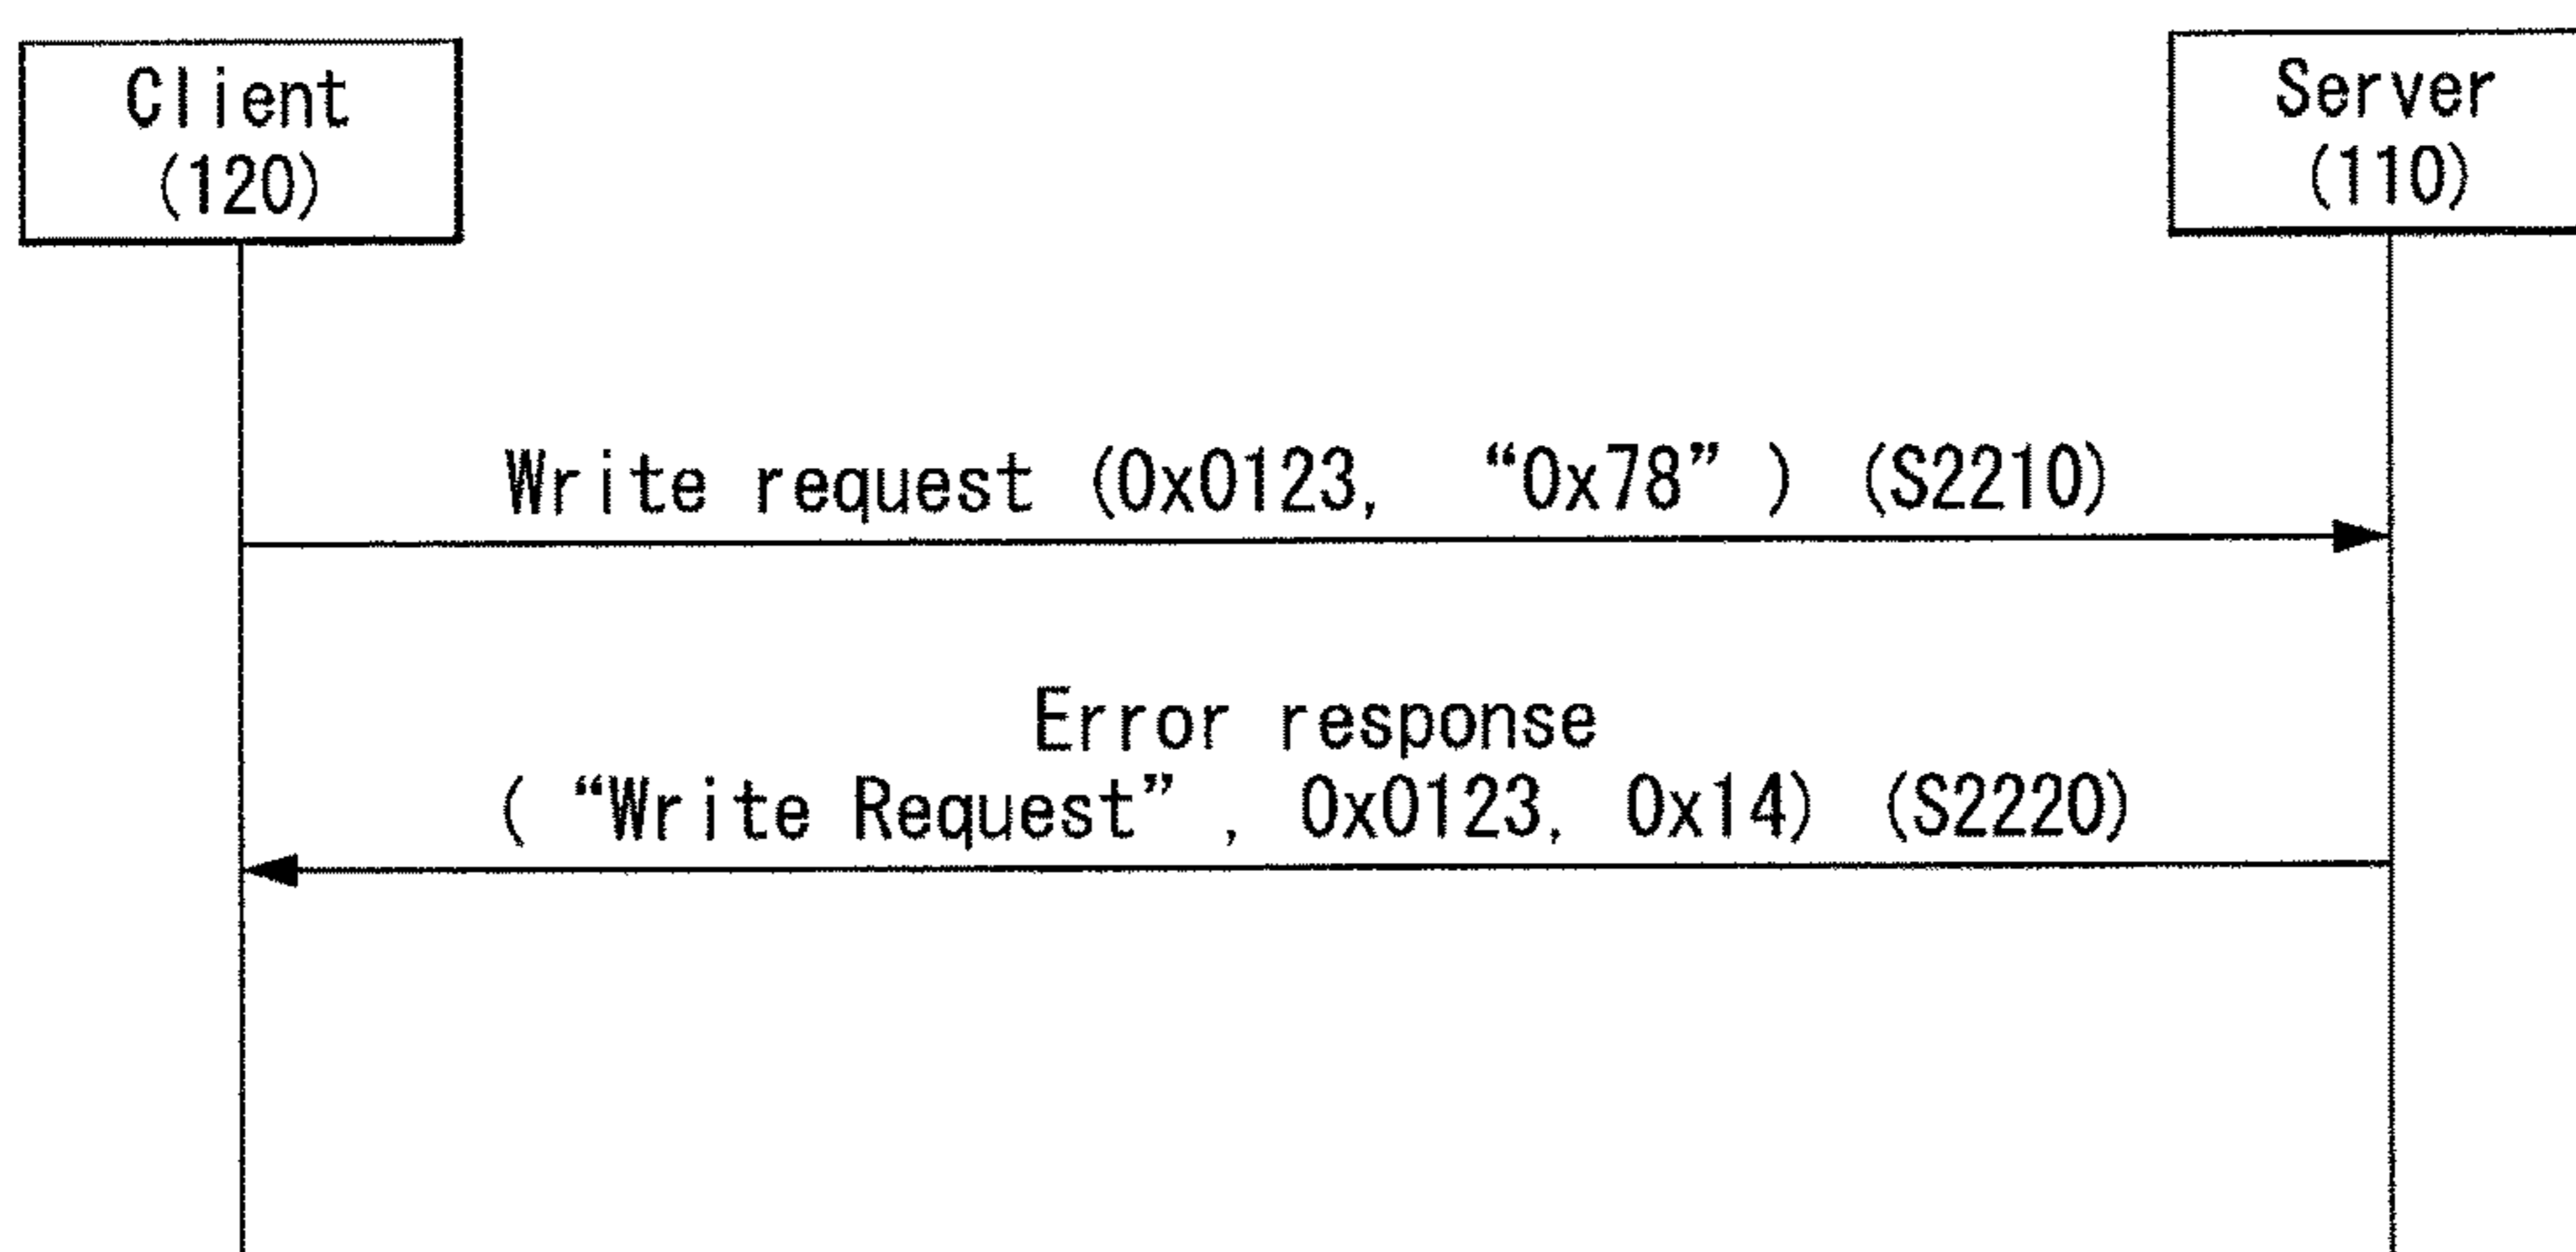 Client
(120)
Server
(110)
Write request (0x0123, “0x78”) (S2210)
Error response
(“Write Request”, 0x0123, 0x14) (S2220)